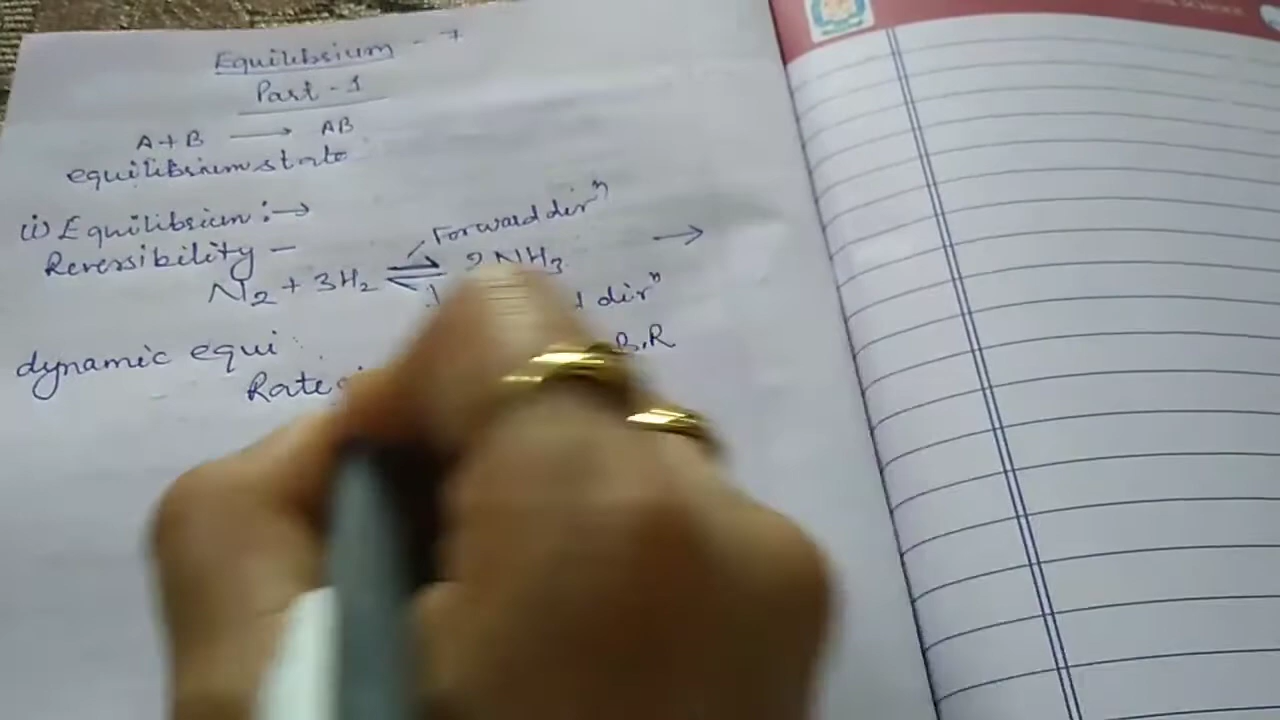 Equilibrium - 7
Part - 1
A + B ⟶ AB
equilibrium state
(i) Equilibrium :→
Reversibility –
Forward dirⁿ
N₂ + 3H₂ ⇌ 2NH₃ →
dirⁿ
dynamic equi
B.R
Rate